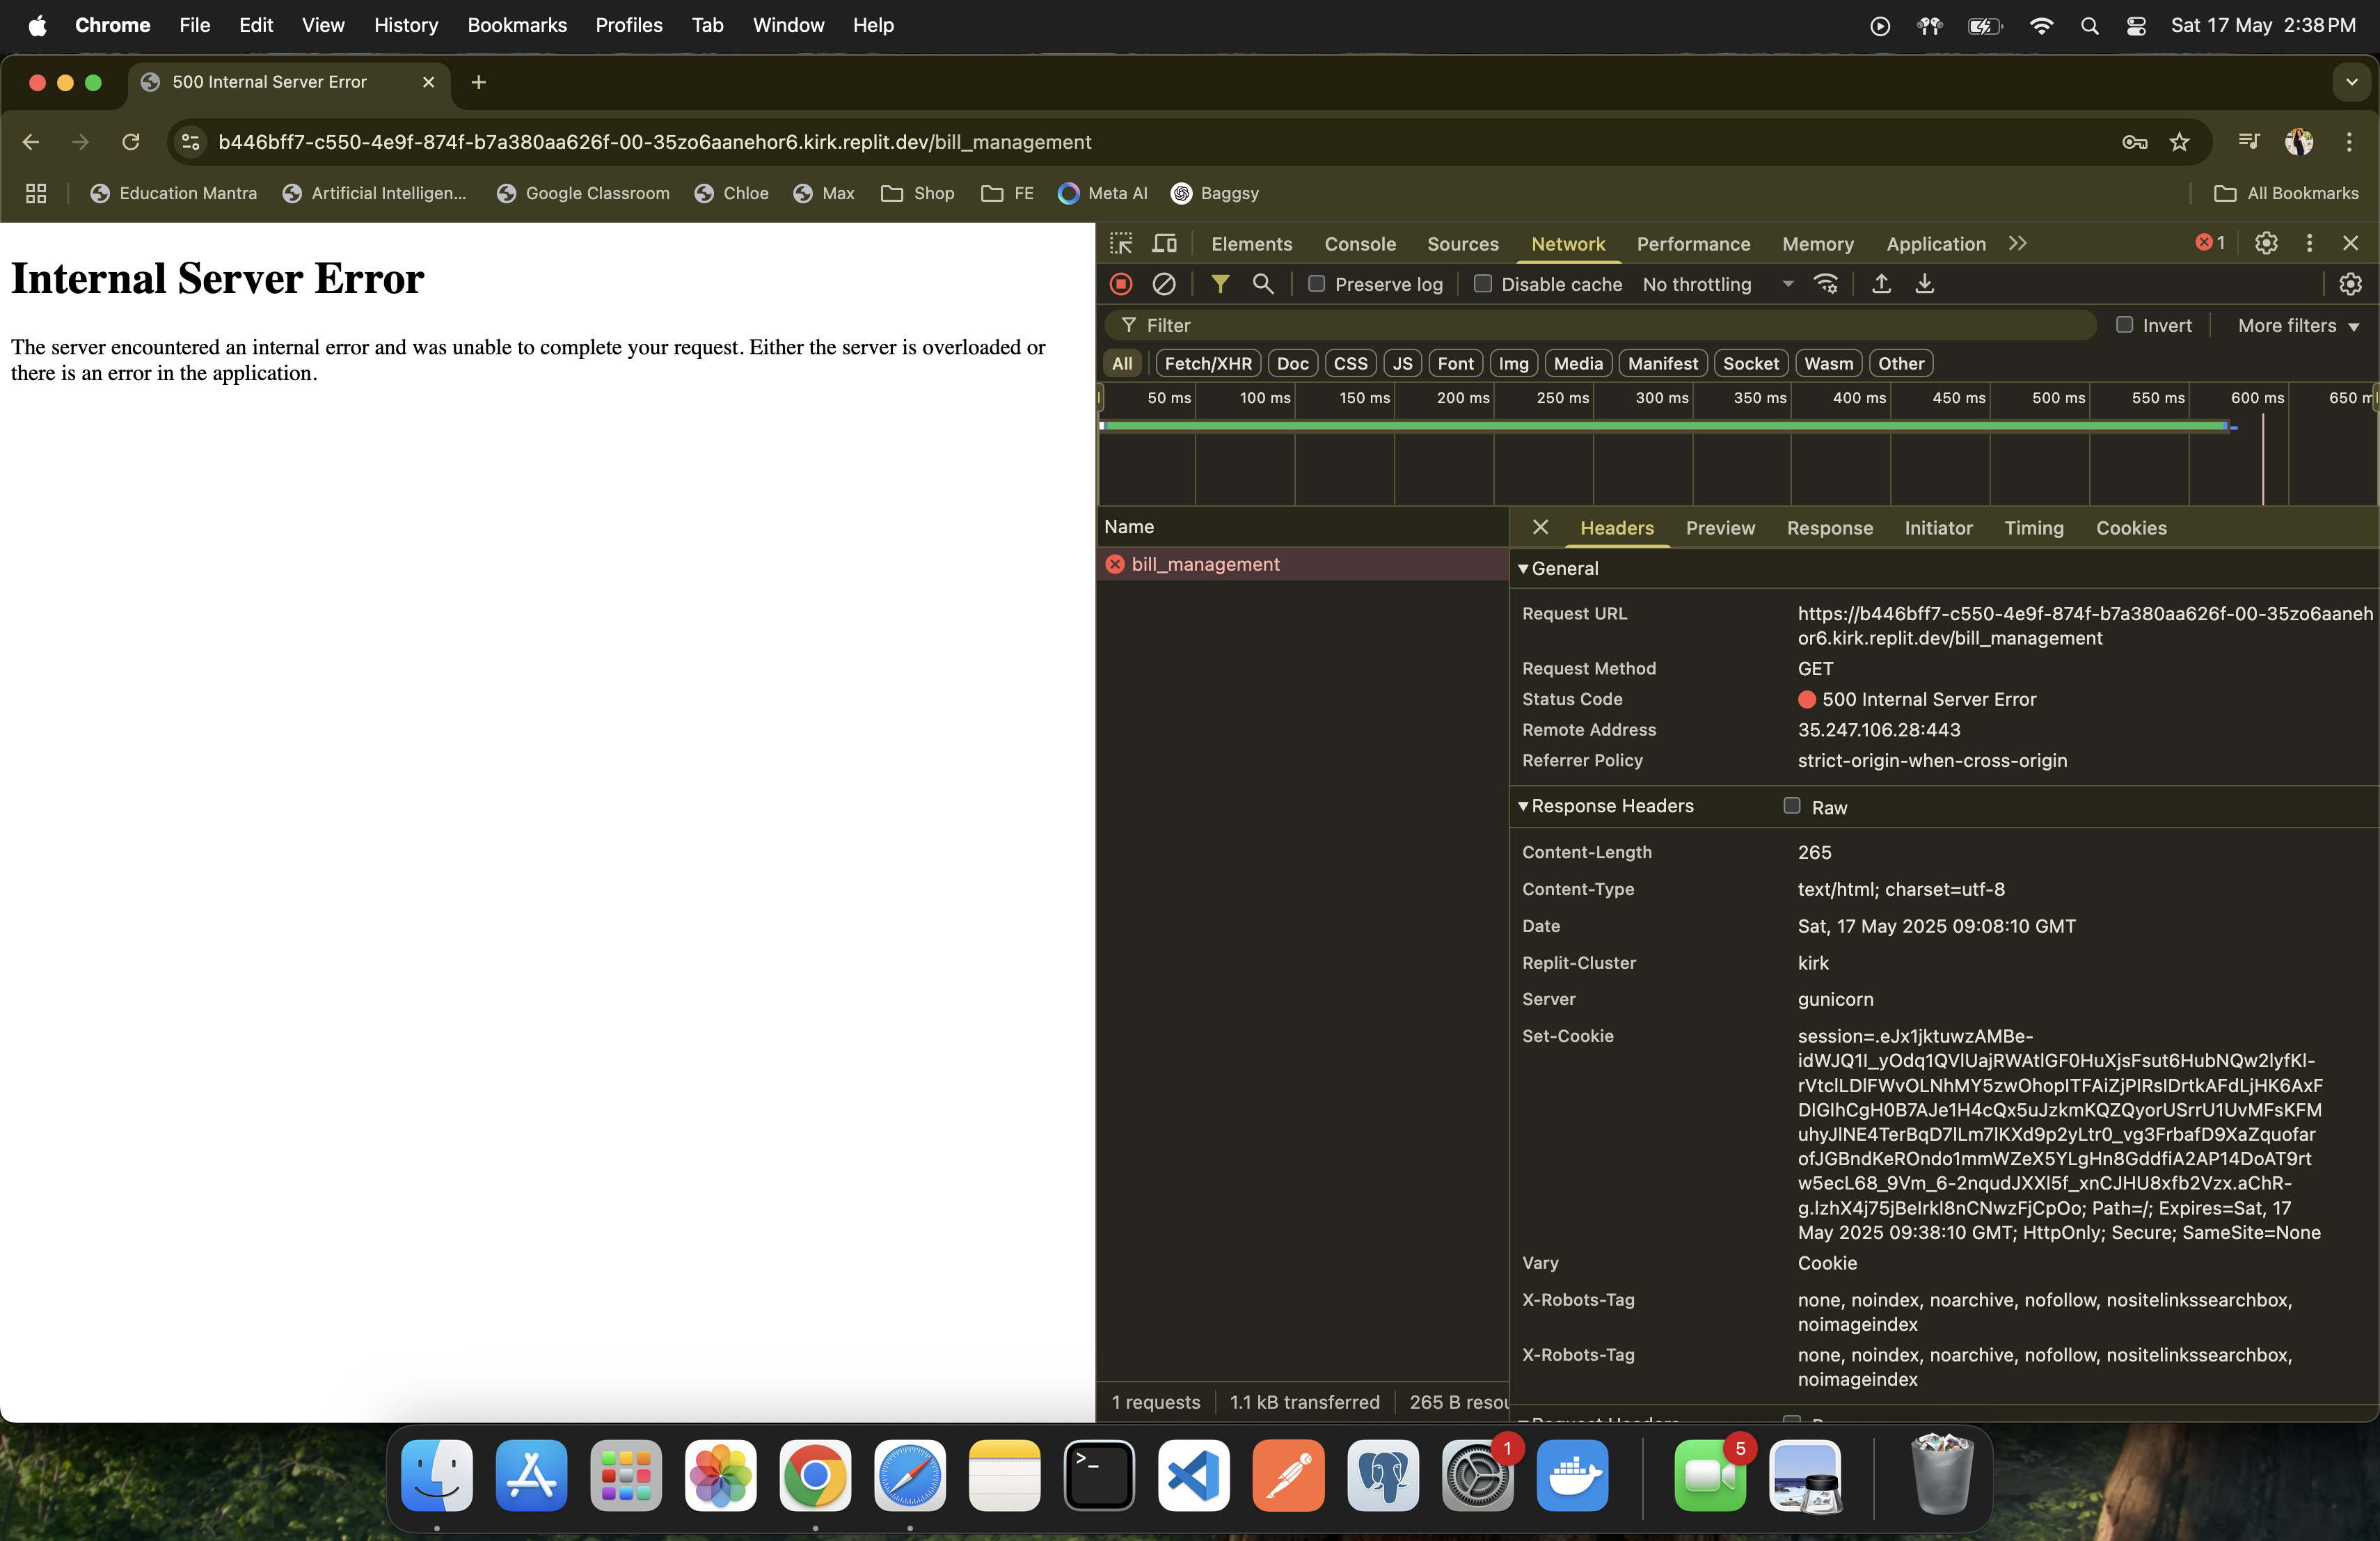 Chrome File Edit View History Bookmarks Profiles Tab Window Help Sat 17 May 2:38 PM
500 Internal Server Error
b446bff7-c550-4e9f-874f-b7a380aa626f-00-35zo6aanehor6.kirk.replit.dev/bill_management
Education Mantra Artificial Intelligen... Google Classroom Chloe Max Shop FE Meta AI Baggsy All Bookmarks
Internal Server Error
The server encountered an internal error and was unable to complete your request. Either the server is overloaded or
there is an error in the application.
Elements Console Sources Network Performance Memory Application 1
Preserve log Disable cache No throttling
Filter Invert More filters
All Fetch/XHR Doc CSS JS Font Img Media Manifest Socket Wasm Other
50 ms 100 ms 150 ms 200 ms 250 ms 300 ms 350 ms 400 ms 450 ms 500 ms 550 ms 600 ms 650 m
Name
bill_management
Headers Preview Response Initiator Timing Cookies
General
Request URL https://b446bff7-c550-4e9f-874f-b7a380aa626f-00-35zo6aaneh
or6.kirk.replit.dev/bill_management
Request Method GET
Status Code 500 Internal Server Error
Remote Address 35.247.106.28:443
Referrer Policy strict-origin-when-cross-origin
Response Headers Raw
Content-Length 265
Content-Type text/html; charset=utf-8
Date Sat, 17 May 2025 09:08:10 GMT
Replit-Cluster kirk
Server gunicorn
Set-Cookie session=.eJx1jktuwzAMBe-
idWJQ1I_yOdq1QVlUajRWAtlGF0HuXjsFsut6HubNQw2lyfKl-
rVtclLDlFWvOLNhMY5zwOhopITFAiZjPIRsIDrtkAFdLjHK6AxF
DIGIhCgH0B7AJe1H4cQx5uJzkmKQZQyorUSrrU1UvMFsKFM
uhyJlNE4TerBqD7lLm7lKXd9p2yLtr0_vg3FrbafD9XaZquofar
ofJGBndKeROndo1mmWZeX5YLgHn8GddfiA2AP14DoAT9rt
w5ecL68_9Vm_6-2nqudJXXl5f_xnCJHU8xfb2Vzx.aChR-
g.IzhX4j75jBeIrkl8nCNwzFjCpOo; Path=/; Expires=Sat, 17
May 2025 09:38:10 GMT; HttpOnly; Secure; SameSite=None
Vary Cookie
X-Robots-Tag none, noindex, noarchive, nofollow, nositelinkssearchbox,
noimageindex
X-Robots-Tag none, noindex, noarchive, nofollow, nositelinkssearchbox,
noimageindex
1 requests 1.1 kB transferred 265 B resou
1 5